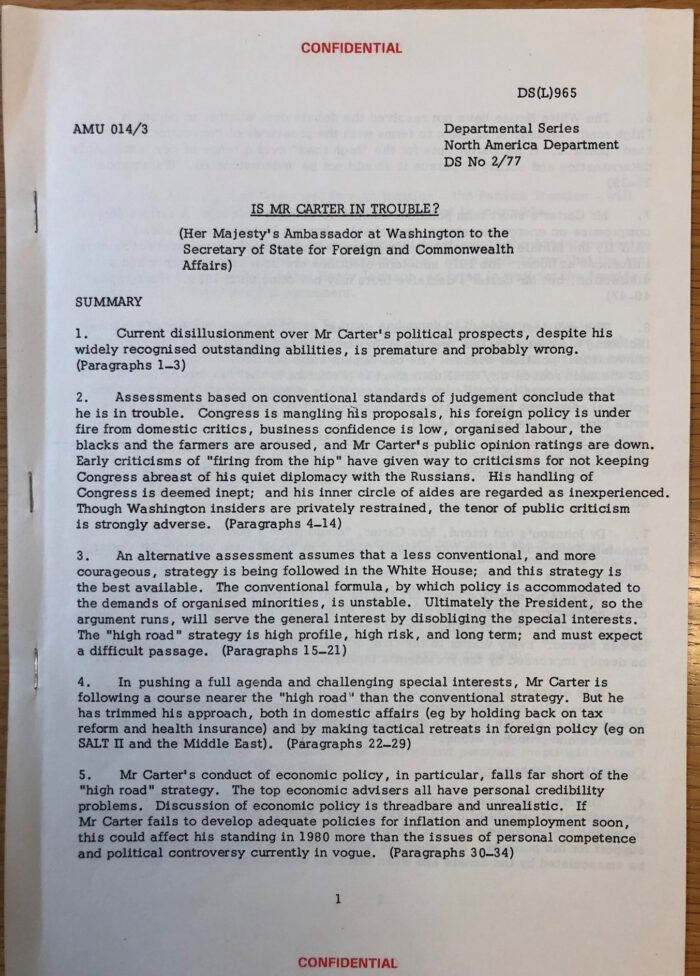 CONFIDENTIAL
DS(L)965
AMU 014/3
Departmental Series
North America Department
DS No 2/77
IS MR CARTER IN TROUBLE?
(Her Majesty's Ambassador at Washington to the
Secretary of State for Foreign and Commonwealth
Affairs)
SUMMARY
1. Current disillusionment over Mr Carter's political prospects, despite his
widely recognised outstanding abilities, is premature and probably wrong.
(Paragraphs 1–3)
2. Assessments based on conventional standards of judgement conclude that
he is in trouble. Congress is mangling his proposals, his foreign policy is under
fire from domestic critics, business confidence is low, organised labour, the
blacks and the farmers are aroused, and Mr Carter's public opinion ratings are down.
Early criticisms of "firing from the hip" have given way to criticisms for not keeping
Congress abreast of his quiet diplomacy with the Russians. His handling of
Congress is deemed inept; and his inner circle of aides are regarded as inexperienced.
Though Washington insiders are privately restrained, the tenor of public criticism
is strongly adverse. (Paragraphs 4–14)
3. An alternative assessment assumes that a less conventional, and more
courageous, strategy is being followed in the White House; and this strategy is
the best available. The conventional formula, by which policy is accommodated to
the demands of organised minorities, is unstable. Ultimately the President, so the
argument runs, will serve the general interest by disobliging the special interests.
The "high road" strategy is high profile, high risk, and long term; and must expect
a difficult passage. (Paragraphs 15–21)
4. In pushing a full agenda and challenging special interests, Mr Carter is
following a course nearer the "high road" than the conventional strategy. But he
has trimmed his approach, both in domestic affairs (eg by holding back on tax
reform and health insurance) and by making tactical retreats in foreign policy (eg on
SALT II and the Middle East). (Paragraphs 22–29)
5. Mr Carter's conduct of economic policy, in particular, falls far short of the
"high road" strategy. The top economic advisers all have personal credibility
problems. Discussion of economic policy is threadbare and unrealistic. If
Mr Carter fails to develop adequate policies for inflation and unemployment soon,
this could affect his standing in 1980 more than the issues of personal competence
and political controversy currently in vogue. (Paragraphs 30–34)
1
CONFIDENTIAL